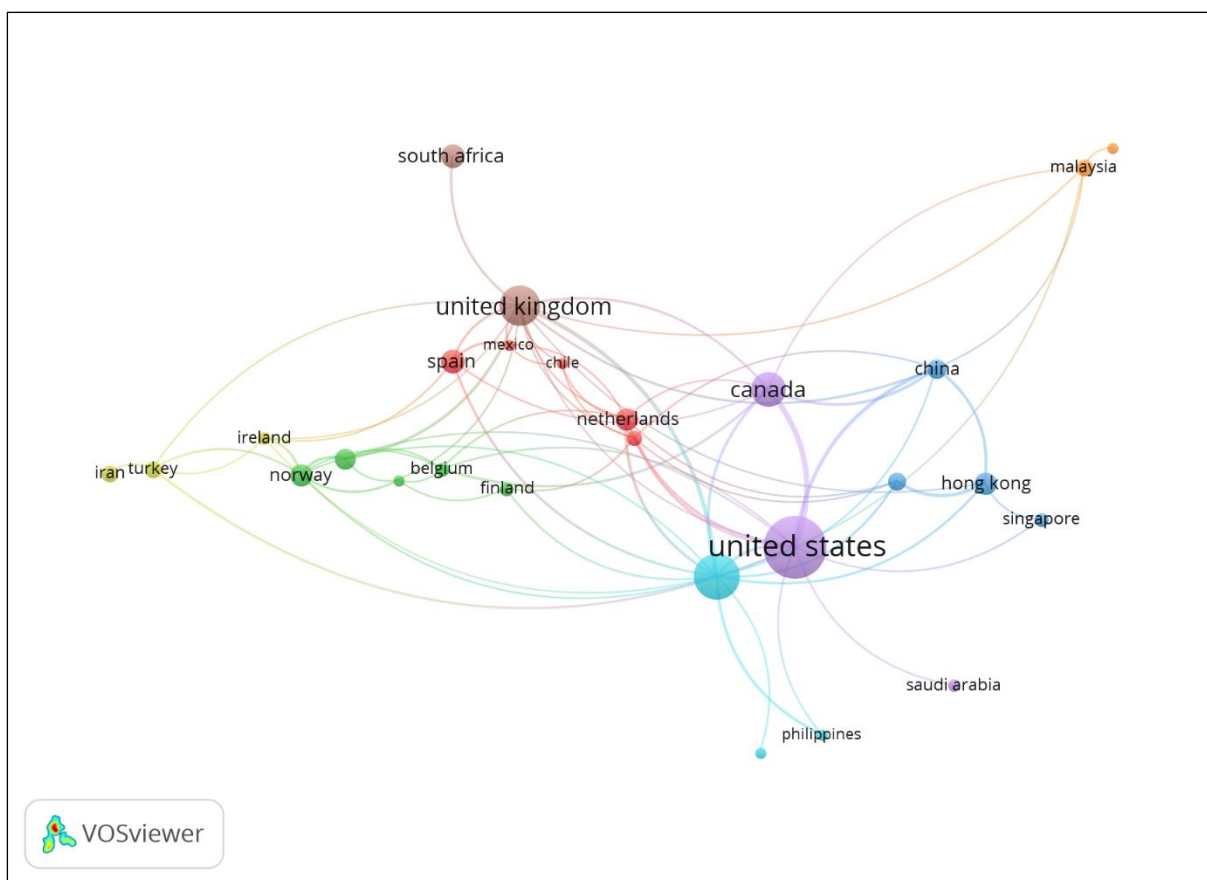 south africa
malaysia
united kingdom
mexico
spain
chile
china
canada
netherlands
ireland
iran
turkey
norway
belgium
finland
hong kong
singapore
united states
saudi arabia
philippines
VOSviewer